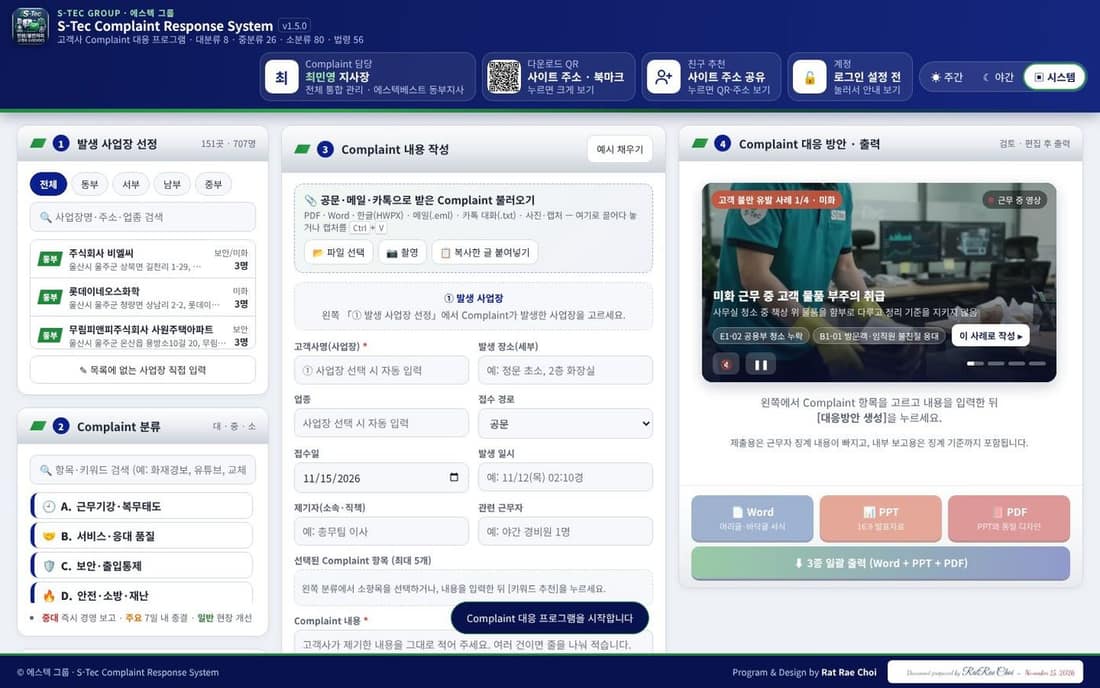 S-TEC GROUP · 에스텍 그룹
S-Tec Complaint Response System v1.5.0
고객사 Complaint 대응 프로그램 · 대분류 8 · 중분류 26 · 소분류 80 · 법령 56
S-Tec
최
Complaint 담당
최민영 지사장
전체 통합 관리 · 에스텍베스트 동부지사
다운로드 QR
사이트 주소 · 북마크
누르면 크게 보기
친구 추천
사이트 주소 공유
누르면 QR·주소 보기
계정
로그인 설정 전
눌러서 안내 보기
주간
야간
시스템
1 발생 사업장 선정 151곳 · 707명
전체 동부 서부 남부 중부
사업장명·주소·업종 검색
동부 주식회사 비엘씨 보안/미화
울산시 울주군 상북면 길천리 1-29, ⋯ 3명
동부 롯데이네오스화학 미화
울산시 울주군 청량면 상남리 2-2, 롯데이⋯ 3명
동부 무림피앤피주식회사 사원주택아파트 보안
울산시 울주군 온산읍 용방소10길 20, 무림⋯ 3명
✎ 목록에 없는 사업장 직접 입력
2 Complaint 분류 대 · 중 · 소
항목·키워드 검색 (예: 화재경보, 유튜브, 교체
A. 근무기강·복무태도
B. 서비스·응대 품질
C. 보안·출입통제
D. 안전·소방·재난
중대 즉시 경영 보고 · 주요 7일 내 종결 · 일반 현장 개선
3 Complaint 내용 작성 예시 채우기
공문·메일·카톡으로 받은 Complaint 불러오기
PDF · Word · 한글(HWPX) · 메일(.eml) · 카톡 대화(.txt) · 사진·캡처 — 여기로 끌어다 놓
거나 캡처를 Ctrl + V
파일 선택 촬영 복사한 글 붙여넣기
① 발생 사업장
왼쪽 「① 발생 사업장 선정」에서 Complaint가 발생한 사업장을 고르세요.
고객사명(사업장) * 발생 장소(세부)
① 사업장 선택 시 자동 입력 예: 정문 초소, 2층 화장실
업종 접수 경로
사업장 선택 시 자동 입력 공문
접수일 발생 일시
11/15/2026 예: 11/12(목) 02:10경
제기자(소속·직책) 관련 근무자
예: 총무팀 이사 예: 야간 경비원 1명
선택된 Complaint 항목 (최대 5개)
왼쪽 분류에서 소항목을 선택하거나, 내용을 입력한 뒤 [키워드 추천]을 누르세요.
Complaint 내용 *
고객사가 제기한 내용을 그대로 적어 주세요. 여러 건이면 줄을 나눠 적습니다.
Complaint 대응 프로그램을 시작합니다
4 Complaint 대응 방안 · 출력 검토 · 편집 후 출력
고객 불만 유발 사례 1/4 · 미화
근무 중 영상
S-Tec
미화 근무 중 고객 물품 부주의 취급
사무실 청소 중 책상 위 물품을 함부로 다루고 정리 기준을 지키지 않음
E1-02 공용부 청소 누락 B1-01 방문객·임직원 불친절 응대 이 사례로 작성 ▸
왼쪽에서 Complaint 항목을 고르고 내용을 입력한 뒤
[대응방안 생성]을 누르세요.
제출용은 근무자 징계 내용이 빠지고, 내부 보고용은 징계 기준까지 포함됩니다.
Word
머리글·바닥글 서식
PPT
16:9 발표자료
PDF
PPT와 동일 디자인
⬇ 3종 일괄 출력 (Word + PPT + PDF)
© 에스텍 그룹 · S-Tec Complaint Response System
Program & Design by Rat Rae Choi
Document prepared by RatRae Choi — November 15, 2026